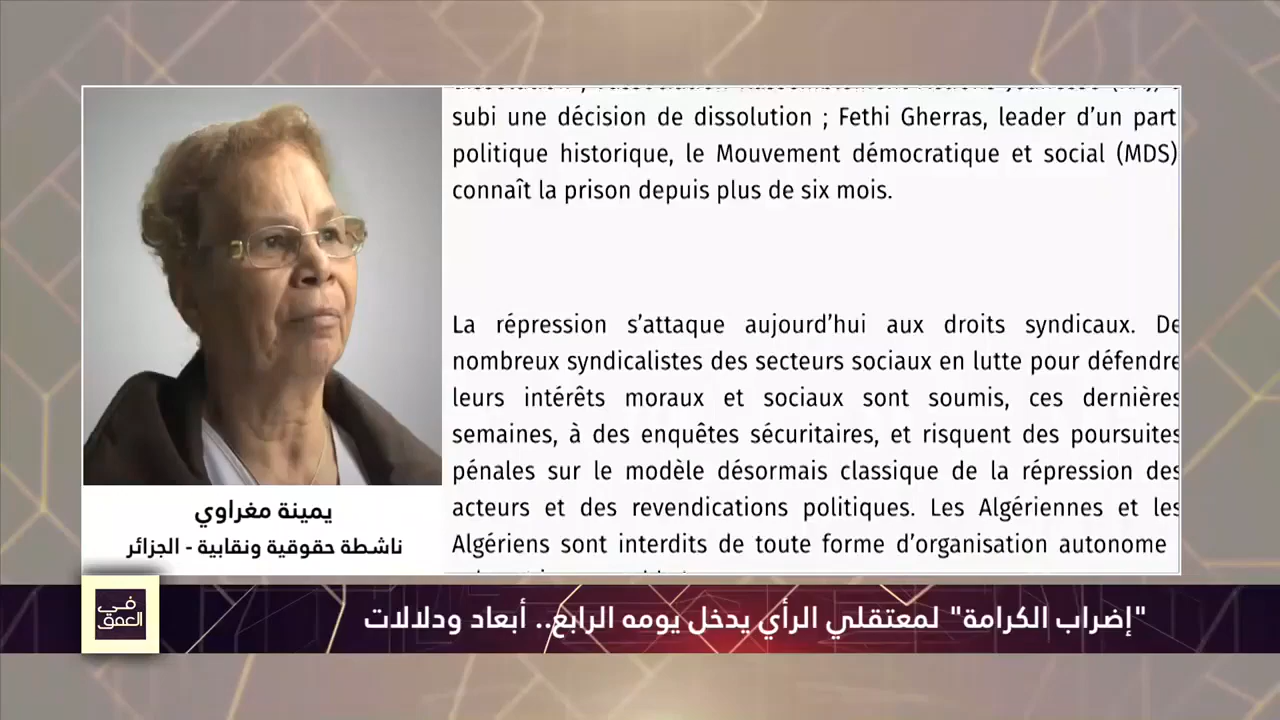 subi une décision de dissolution ; Fethi Gherras, leader d’un part
politique historique, le Mouvement démocratique et social (MDS)
connaît la prison depuis plus de six mois.
La répression s’attaque aujourd’hui aux droits syndicaux. De
nombreux syndicalistes des secteurs sociaux en lutte pour défendre
leurs intérêts moraux et sociaux sont soumis, ces dernières
semaines, à des enquêtes sécuritaires, et risquent des poursuites
pénales sur le modèle désormais classique de la répression des
acteurs et des revendications politiques. Les Algériennes et les
Algériens sont interdits de toute forme d’organisation autonome
يمينة مغراوي
ناشطة حقوقية ونقابية - الجزائر
في العمق
"إضراب الكرامة" لمعتقلي الرأي يدخل يومه الرابع.. أبعاد ودلالات